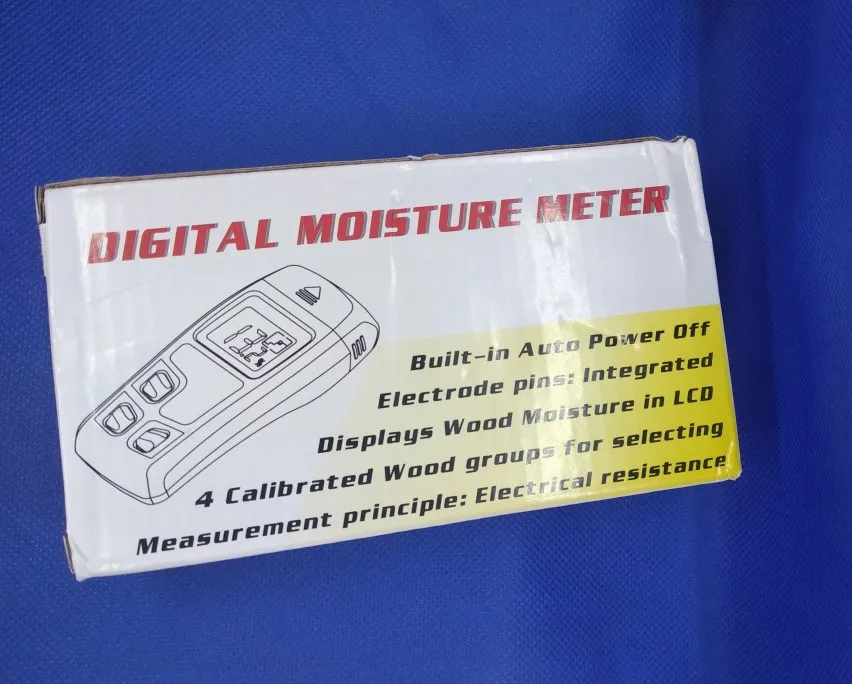 DIGITAL MOISTURE METER
Built-in Auto Power Off
Electrode pins: Integrated
Displays Wood Moisture in LCD
4 Calibrated Wood groups for selecting
Measurement principle: Electrical resistance